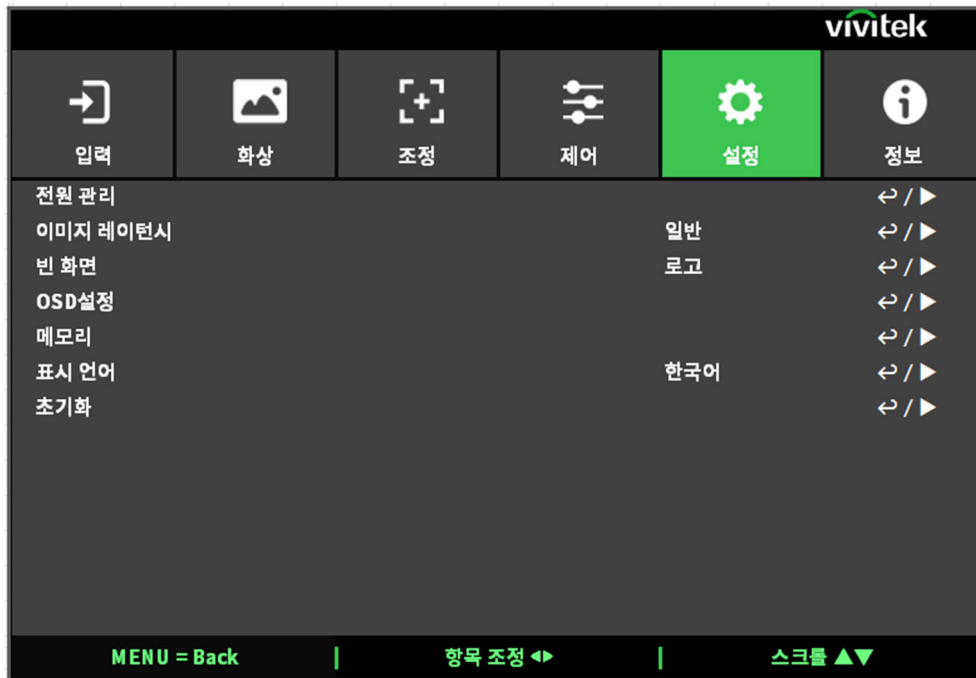 vivitek
입력 화상 조정 제어 설정 정보
전원 관리 ↩ / ▶
이미지 레이턴시 일반 ↩ / ▶
빈 화면 로고 ↩ / ▶
OSD설정 ↩ / ▶
메모리 ↩ / ▶
표시 언어 한국어 ↩ / ▶
초기화 ↩ / ▶
MENU = Back | 항목 조정 ◀▶ | 스크롤 ▲▼